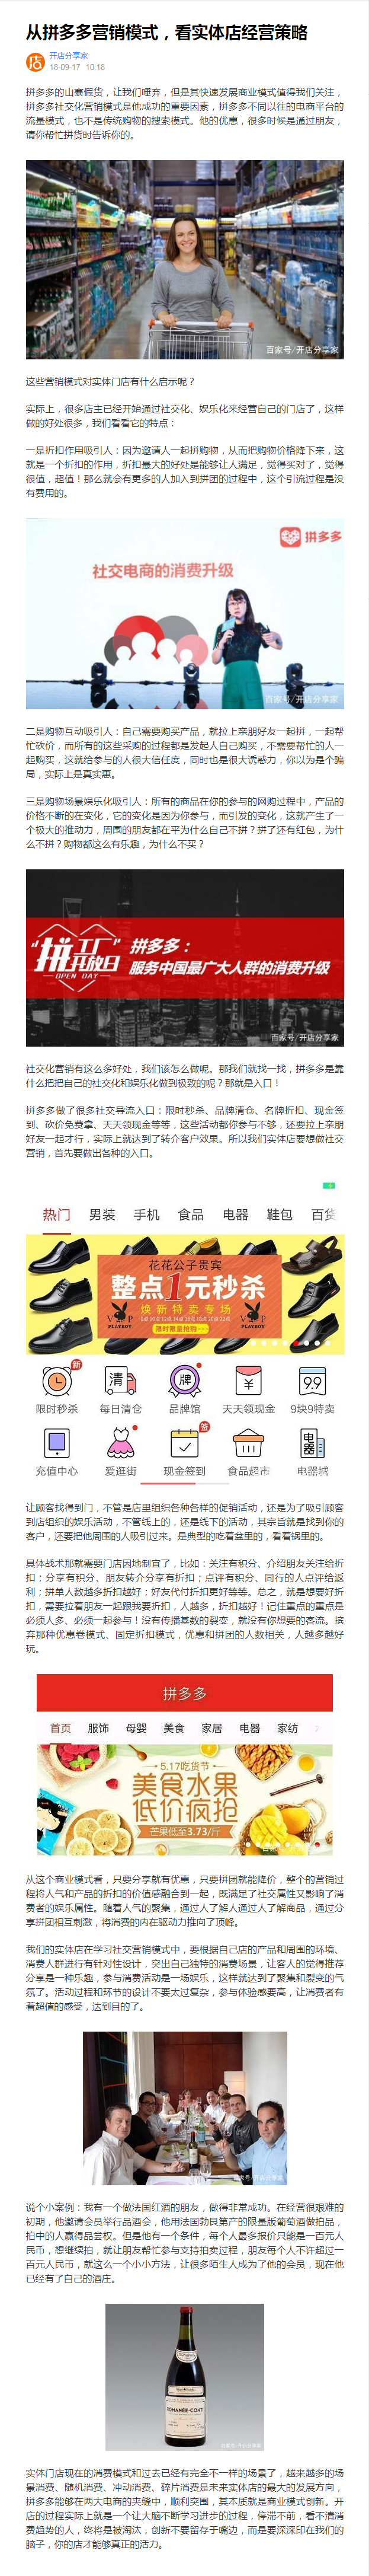 从拼多多营销模式，看实体店经营策略
店
开店分享家
18-09-17 10:18
拼多多的山寨假货，让我们唾弃，但是其快速发展商业模式值得我们关注，
拼多多社交化营销模式是他成功的重要因素，拼多多不同以往的电商平台的
流量模式，也不是传统购物的搜索模式。他的优惠，很多时候是通过朋友，
请你帮忙拼货时告诉你的。
百家号/开店分享家
这些营销模式对实体门店有什么启示呢？
实际上，很多店主已经开始通过社交化、娱乐化来经营自己的门店了，这样
做的好处很多，我们看看它的特点：
一是折扣作用吸引人：因为邀请人一起拼购物，从而把购物价格降下来，这
就是一个折扣的作用，折扣最大的好处是能够让人满足，觉得买对了，觉得
很值，超值！那么就会有更多的人加入到拼团的过程中，这个引流过程是没
有费用的。
拼多多
社交电商的消费升级
百家号/开店分享家
二是购物互动吸引人：自己需要购买产品，就拉上亲朋好友一起拼，一起帮
忙砍价，而所有的这些采购的过程都是发起人自己购买，不需要帮忙的人一
起购买，这就给参与的人很大信任度，同时也是很大诱惑力，你以为是个骗
局，实际上是真实惠。
三是购物场景娱乐化吸引人：所有的商品在你的参与的网购过程中，产品的
价格不断的在变化，它的变化是因为你参与，而引发的变化，这就产生了一
个极大的推动力，周围的朋友都在平为什么自己不拼？拼了还有红包，为什
么不拼？购物都这么有乐趣，为什么不买？
“拼工厂开放日”
OPEN DAY
拼多多：
服务中国最广大人群的消费升级
百家号/开店分享家
社交化营销有这么多好处，我们该怎么做呢。那我们就找一找，拼多多是靠
什么把把自己的社交化和娱乐化做到极致的呢？那就是入口！
拼多多做了很多社交导流入口：限时秒杀、品牌清仓、名牌折扣、现金签
到、砍价免费拿、天天领现金等等，这些活动都你参与不够，还要拉上亲朋
好友一起才行，实际上就达到了转介客户效果。所以我们实体店要想做社交
营销，首先要做出各种的入口。
热门 男装 手机 食品 电器 鞋包 百货
花花公子贵宾
整点1元秒杀
焕新特卖专场
限时限量抢购>>
VIP
PLAYBOY
VIP
PLAYBOY
新
清
牌
¥
9.9
限时秒杀 每日清仓 品牌馆 天天领现金 9块9特卖
签
电器
充值中心 爱逛街 现金签到 食品超市 电器城
让顾客找得到门，不管是店里组织各种各样的促销活动，还是为了吸引顾客
到店组织的娱乐活动，不管线上的，还是线下的活动，其宗旨就是找到你的
客户，还要把他周围的人吸引过来。是典型的吃着盆里的，看着锅里的。
具体战术那就需要门店因地制宜了，比如：关注有积分、介绍朋友关注给折
扣；分享有积分、朋友转介分享有折扣；点评有积分、同行的人点评给返
利；拼单人数越多折扣越好；好友代付折扣更好等等。总之，就是想要好折
扣，需要拉着朋友一起跟我要折扣，人越多，折扣越好！记住重点的重点是
必须人多、必须一起参与！没有传播基数的裂变，就没有你想要的客流。摈
弃那种优惠卷模式、固定折扣模式，优惠和拼团的人数相关，人越多越好
玩。
拼多多
首页 服饰 母婴 美食 家居 电器 家纺
5.17吃货节
美食水果
低价疯抢
芒果低至3.73/斤
从这个商业模式看，只要分享就有优惠，只要拼团就能降价，整个的营销过
程将人气和产品的折扣的价值感融合到一起，既满足了社交属性又影响了消
费者的娱乐属性。随着人气的聚集，通过人了解人通过人了解商品，通过分
享拼团相互刺激，将消费的内在驱动力推向了顶峰。
我们的实体店在学习社交营销模式中，要根据自己店的产品和周围的环境、
消费人群进行有针对性设计，突出自己独特的消费场景，让客人的觉得推荐
分享是一种乐趣，参与消费活动是一场娱乐，这样就达到了聚集和裂变的气
氛了。活动过程和环节的设计不要太过复杂，参与体验感要高，让消费者有
着超值的感受，达到目的了。
百家号/开店分享家
说个小案例：我有一个做法国红酒的朋友，做得非常成功。在经营很艰难的
初期，他邀请会员举行品酒会，他用法国勃艮第产的限量版葡萄酒做拍品，
拍中的人赢得品尝权。但是他有一个条件，每个人最多报价只能是一百元人
民币，想继续拍，就让朋友帮忙参与支持拍卖过程，朋友每个人不许超过一
百元人民币，就这么一个小小方法，让很多陌生人成为了他的会员，现在他
已经有了自己的酒庄。
ROMANÉE-CONTI
百家号/开店分享家
实体门店现在的消费模式和过去已经有完全不一样的场景了，越来越多的场
景消费、随机消费、冲动消费、碎片消费是未来实体店的最大的发展方向，
拼多多能够在两大电商的夹缝中，顺利突围，其本质就是商业模式创新。开
店的过程实际上就是一个让大脑不断学习进步的过程，停滞不前，看不清消
费趋势的人，终将是被淘汰，创新不要留存于嘴边，而是要深深印在我们的
脑子，你的店才能够真正的活力。